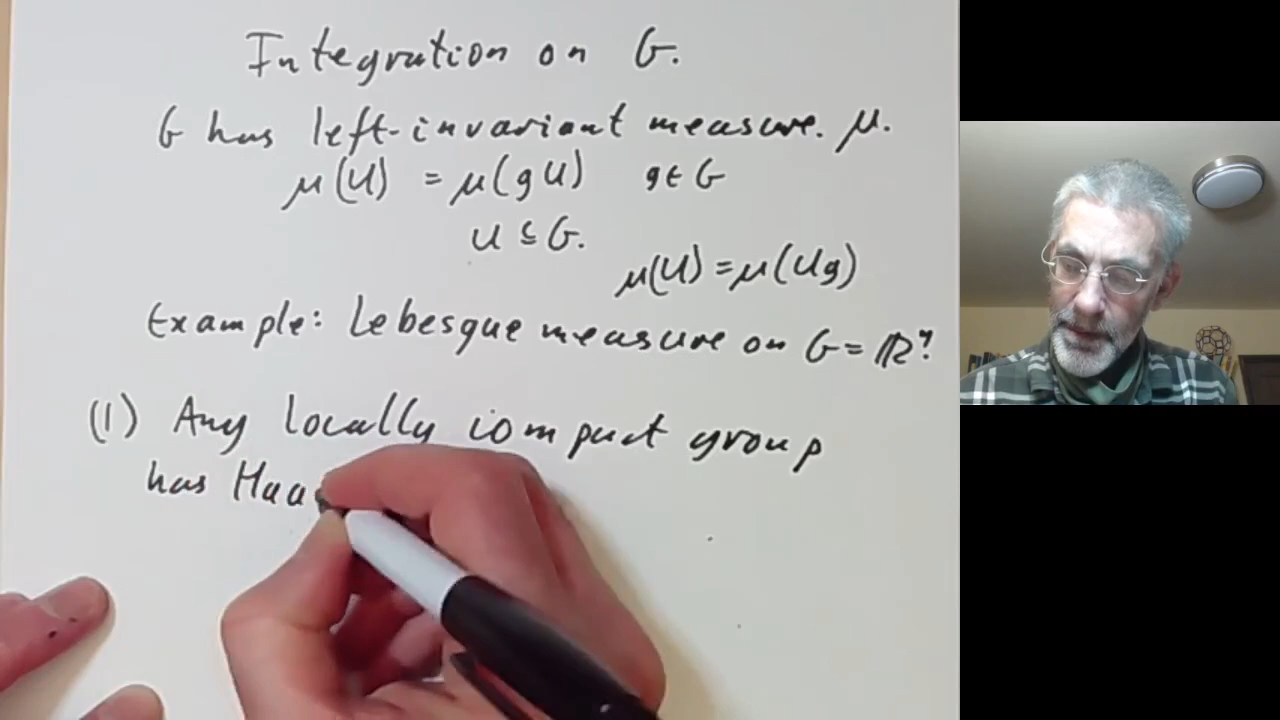 Integration on G.
G has left-invariant measure. μ.
μ(U) = μ(gU) g∈G
U ⊆ G.
μ(U) = μ(Ug)
Example: Lebesgue measure on G = ℝⁿ.
(1) Any locally compact group
has Haa